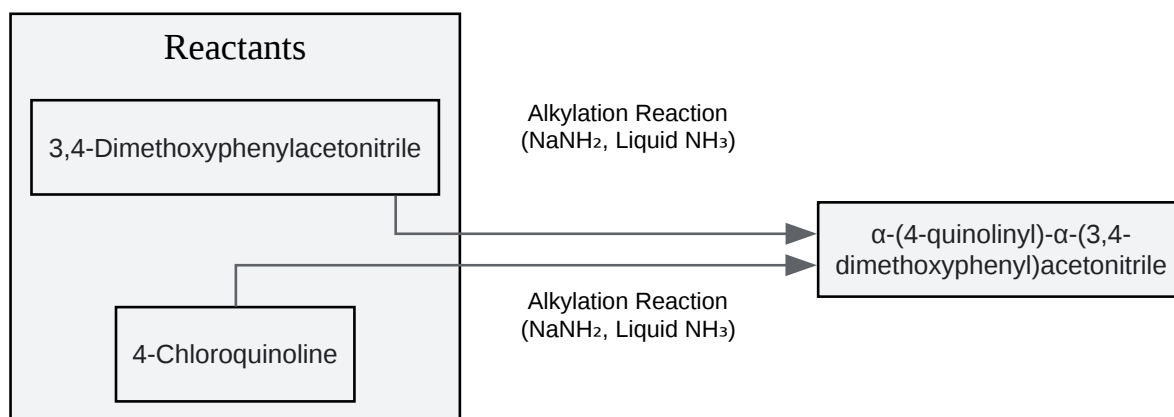 Reactants
3,4-Dimethoxyphenylacetonitrile
Alkylation Reaction
(NaNH₂, Liquid NH₃)
α-(4-quinolinyl)-α-(3,4-
dimethoxyphenyl)acetonitrile
Alkylation Reaction
(NaNH₂, Liquid NH₃)
4-Chloroquinoline